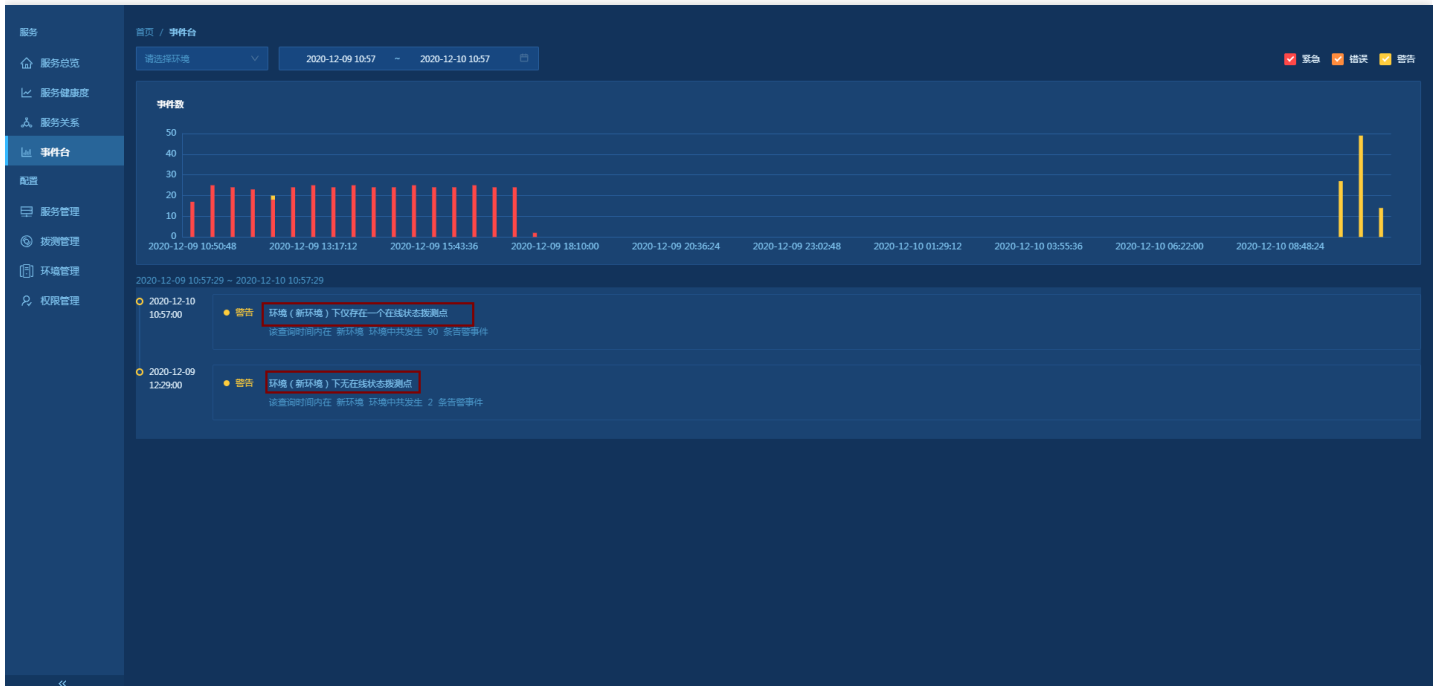 服务
服务总览
服务健康度
服务关系
事件台
配置
服务管理
拨测管理
环境管理
权限管理
«
首页 / 事件台
请选择环境
2020-12-09 10:57 ~ 2020-12-10 10:57
紧急 错误 警告
事件数
50
40
30
20
10
0
2020-12-09 10:50:48 2020-12-09 13:17:12 2020-12-09 15:43:36 2020-12-09 18:10:00 2020-12-09 20:36:24 2020-12-09 23:02:48 2020-12-10 01:29:12 2020-12-10 03:55:36 2020-12-10 06:22:00 2020-12-10 08:48:24
2020-12-09 10:57:29 ~ 2020-12-10 10:57:29
2020-12-10
10:57:00
警告 环境 ( 新环境 ) 下仅存在一个在线状态拨测点
该查询时间内在 新环境 环境中共发生 90 条告警事件
2020-12-09
12:29:00
警告 环境 ( 新环境 ) 下无在线状态拨测点
该查询时间内在 新环境 环境中共发生 2 条告警事件